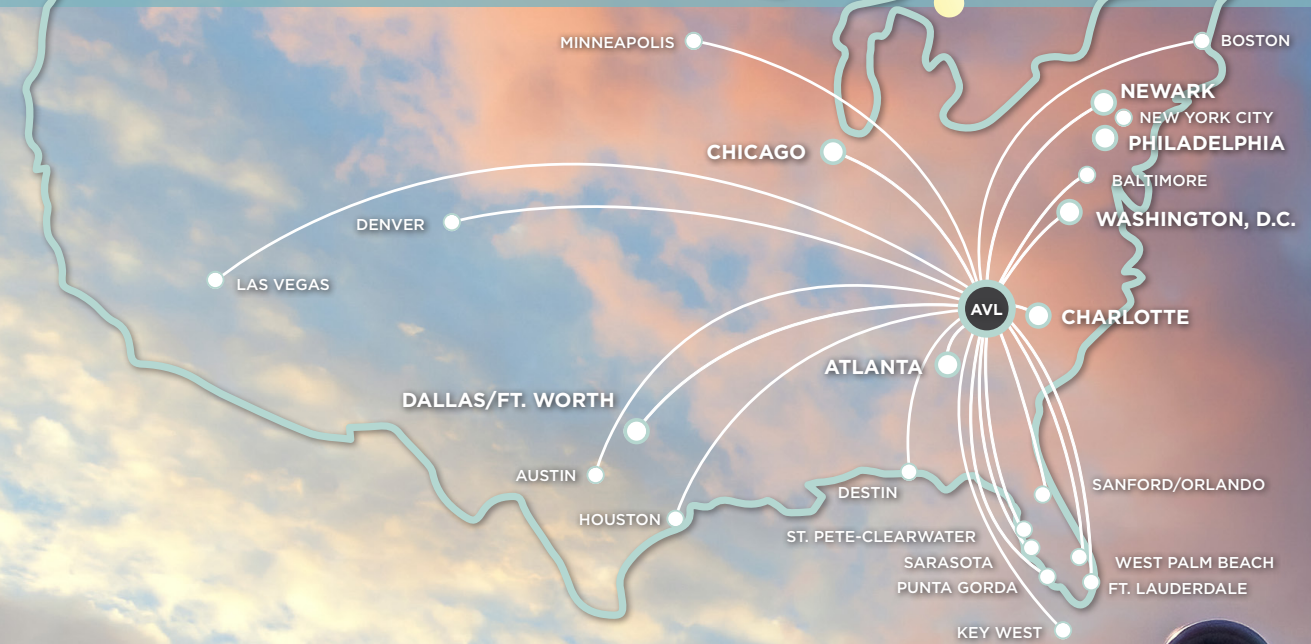 MINNEAPOLIS
BOSTON
NEWARK
NEW YORK CITY
PHILADELPHIA
CHICAGO
BALTIMORE
WASHINGTON, D.C.
DENVER
LAS VEGAS
AVL
CHARLOTTE
ATLANTA
DALLAS/FT. WORTH
AUSTIN
SANFORD/ORLANDO
DESTIN
HOUSTON
ST. PETE-CLEARWATER
SARASOTA
WEST PALM BEACH
PUNTA GORDA
FT. LAUDERDALE
KEY WEST